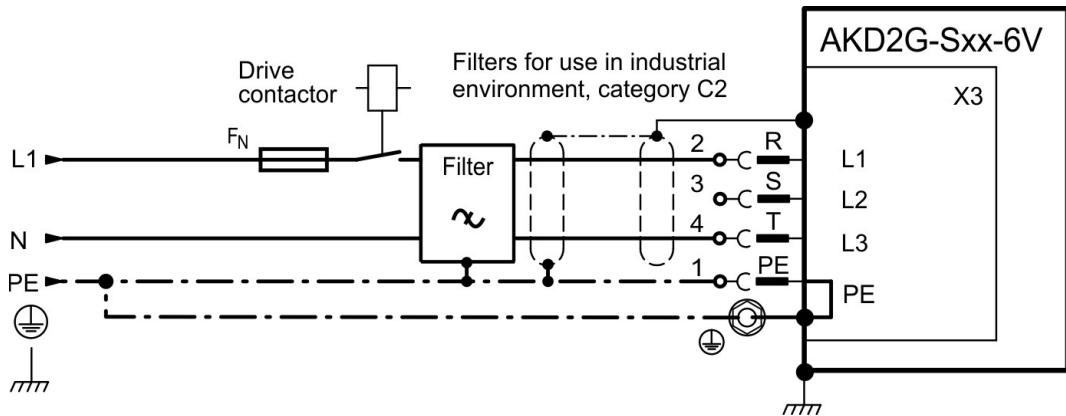 AKD2G-Sxx-6V
X3
Drive
contactor
Filters for use in industrial
environment, category C2
L1
FN
Filter
2
R
L1
3
S
L2
N
4
T
L3
PE
1
PE
PE